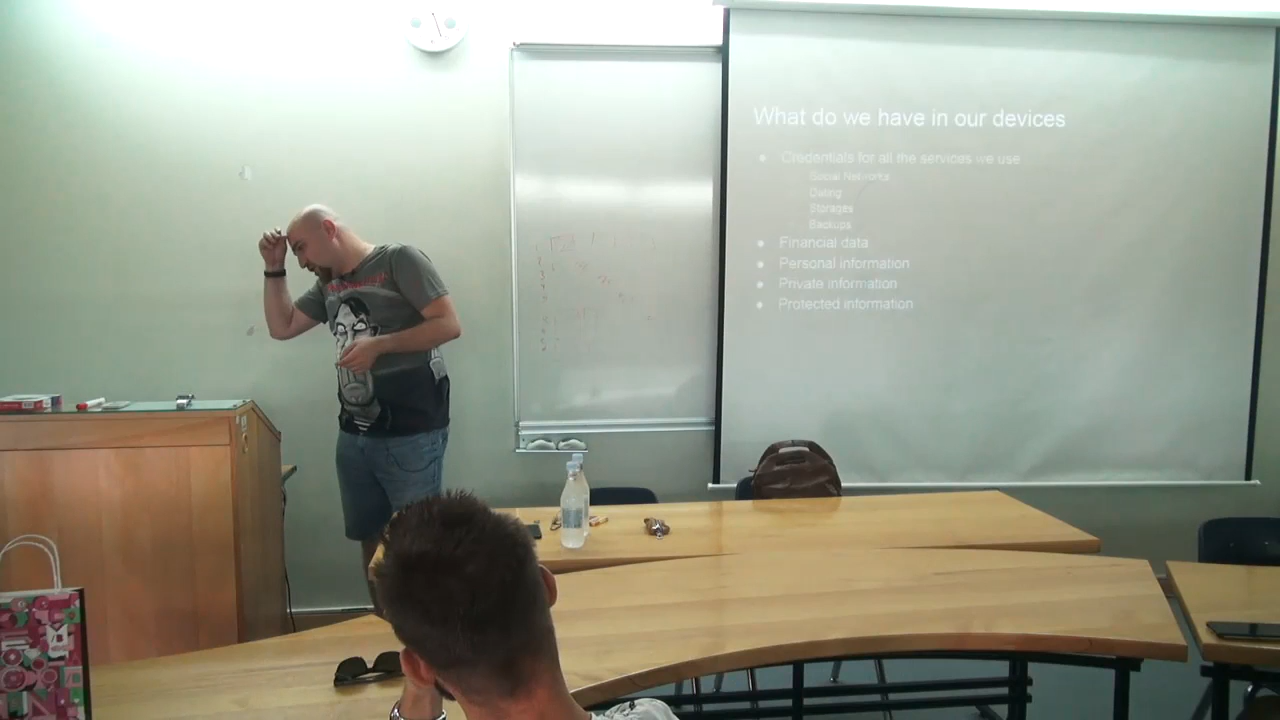 What do we have in our devices
● Credentials for all the services we use
Social Networks
Dating
Storages
Backups
● Financial data
● Personal information
● Private information
● Protected information